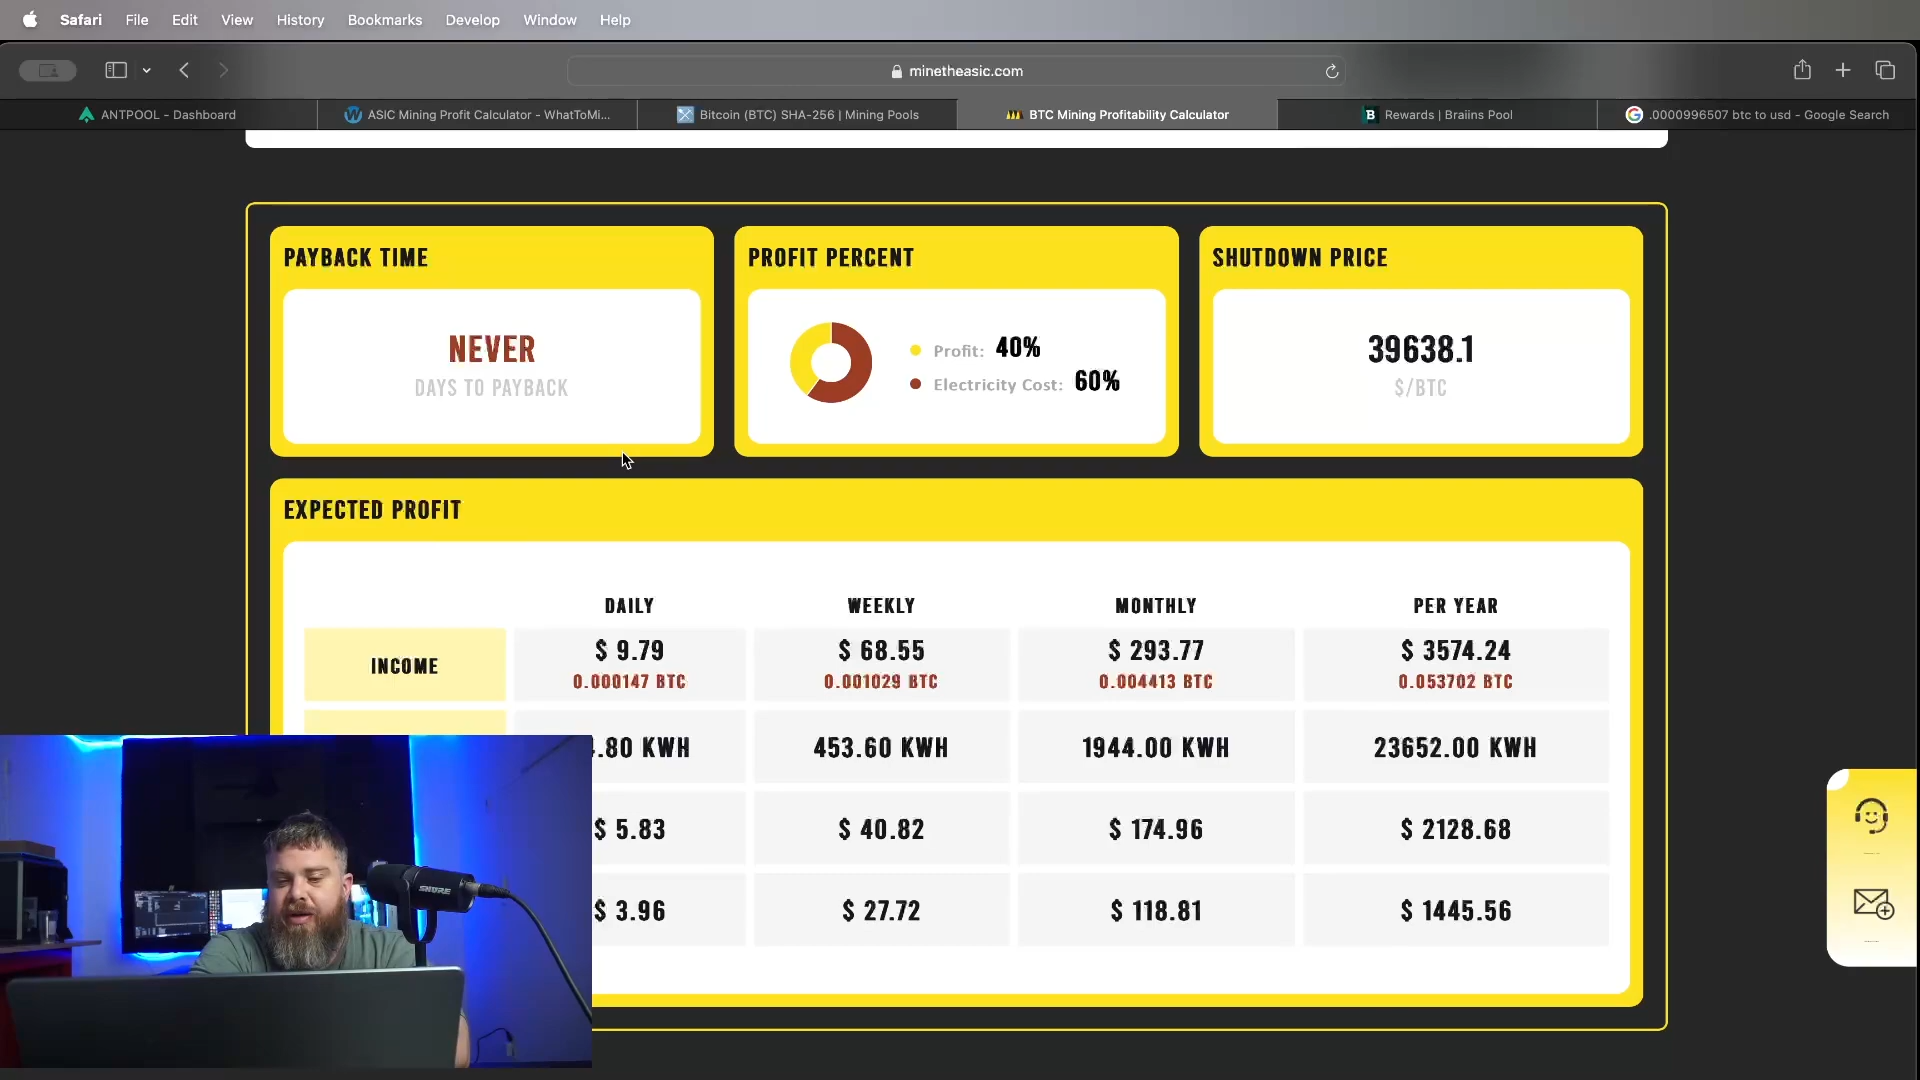 Safari File Edit View History Bookmarks Develop Window Help
minetheasic.com
ANTPOOL - Dashboard
ASIC Mining Profit Calculator - WhatToMi...
Bitcoin (BTC) SHA-256 | Mining Pools
BTC Mining Profitability Calculator
B Rewards | Braiins Pool
G .0000996507 btc to usd - Google Search
PAYBACK TIME
NEVER
DAYS TO PAYBACK
PROFIT PERCENT
Profit: 40%
Electricity Cost: 60%
SHUTDOWN PRICE
39638.1
$/BTC
EXPECTED PROFIT
DAILY WEEKLY MONTHLY PER YEAR
INCOME
$ 9.79 $ 68.55 $ 293.77 $ 3574.24
0.000147 BTC 0.001029 BTC 0.004413 BTC 0.053702 BTC
.80 KWH 453.60 KWH 1944.00 KWH 23652.00 KWH
$ 5.83 $ 40.82 $ 174.96 $ 2128.68
$ 3.96 $ 27.72 $ 118.81 $ 1445.56
SHURE